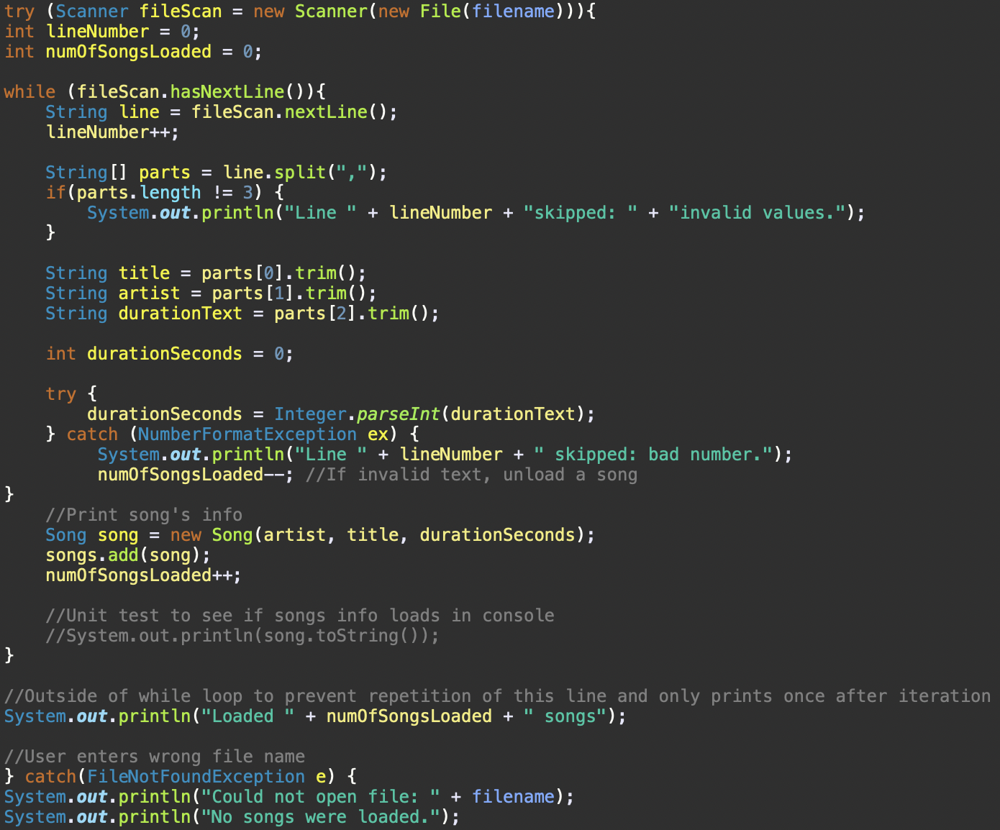 try (Scanner fileScan = new Scanner(new File(filename))){
int lineNumber = 0;
int numOfSongsLoaded = 0;

while (fileScan.hasNextLine()){
    String line = fileScan.nextLine();
    lineNumber++;

    String[] parts = line.split(",");
    if(parts.length != 3) {
        System.out.println("Line " + lineNumber + "skipped: " + "invalid values.");
    }

    String title = parts[0].trim();
    String artist = parts[1].trim();
    String durationText = parts[2].trim();

    int durationSeconds = 0;

    try {
        durationSeconds = Integer.parseInt(durationText);
    } catch (NumberFormatException ex) {
         System.out.println("Line " + lineNumber + " skipped: bad number.");
         numOfSongsLoaded--; //If invalid text, unload a song
}
    //Print song's info
    Song song = new Song(artist, title, durationSeconds);
    songs.add(song);
    numOfSongsLoaded++;

    //Unit test to see if songs info loads in console
    //System.out.println(song.toString());
}

//Outside of while loop to prevent repetition of this line and only prints once after iteration
System.out.println("Loaded " + numOfSongsLoaded + " songs");

//User enters wrong file name
} catch(FileNotFoundException e) {
System.out.println("Could not open file: " + filename);
System.out.println("No songs were loaded.");